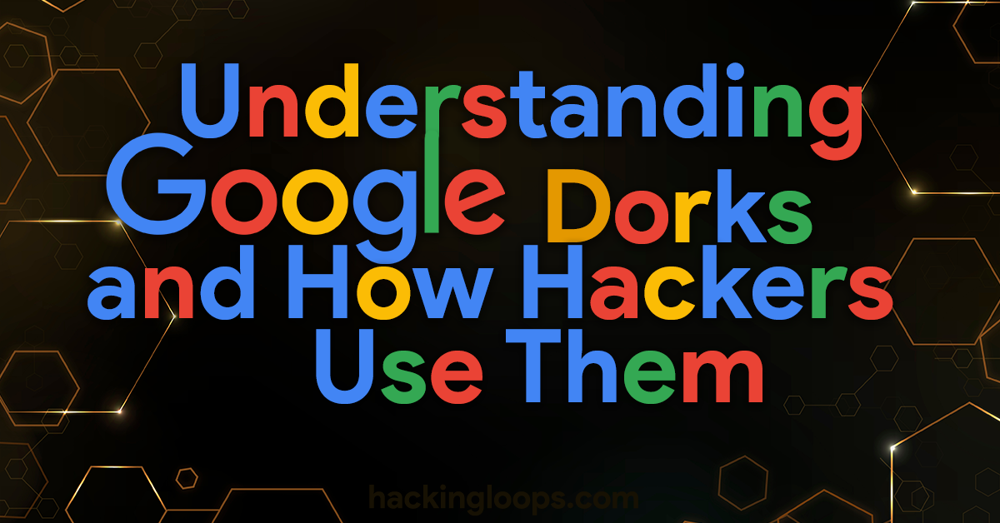 Understanding
Google Dorks
and How Hackers
Use Them
hackingloops.com